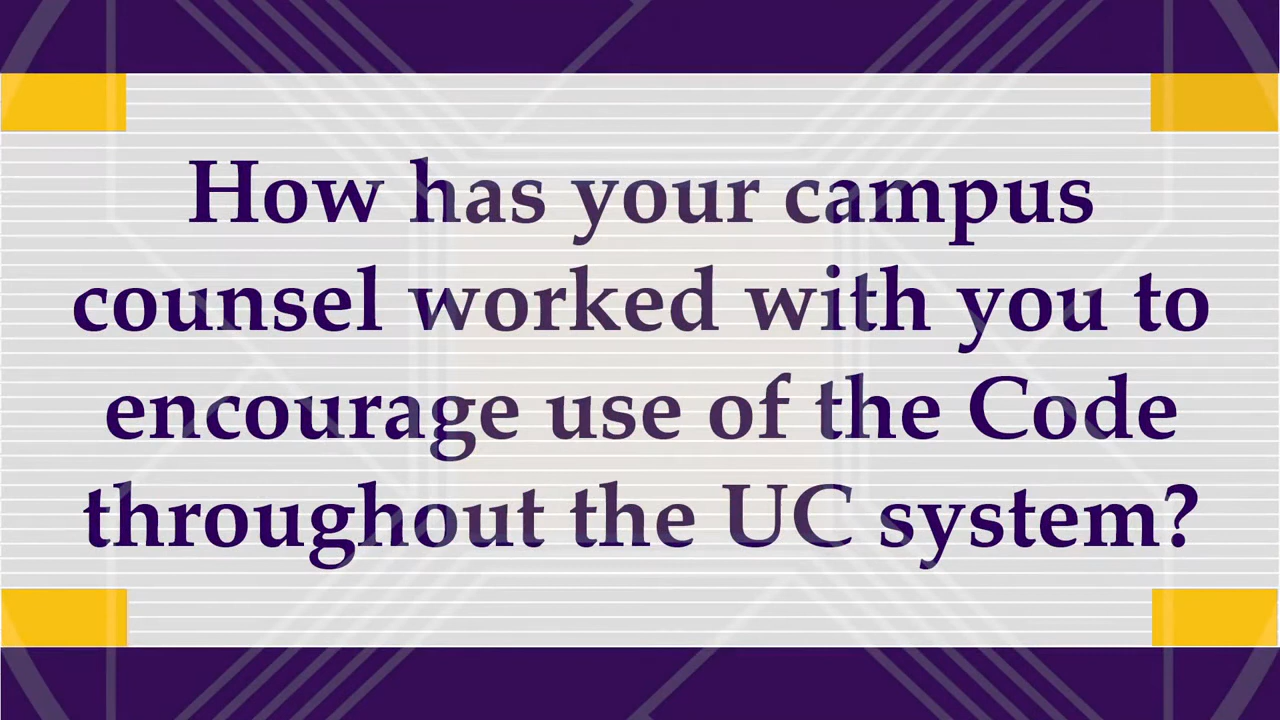 How has your campus
counsel worked with you to
encourage use of the Code
throughout the UC system?